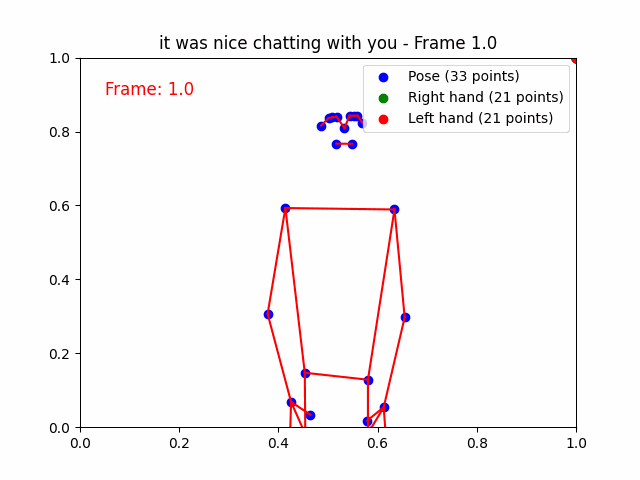 it was nice chatting with you - Frame 1.0
Frame: 1.0
Pose (33 points)
Right hand (21 points)
Left hand (21 points)
1.0
0.8
0.6
0.4
0.2
0.0
0.0 0.2 0.4 0.6 0.8 1.0